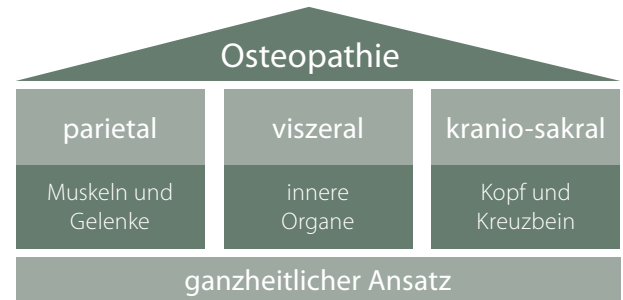 Osteopathie
parietal
Muskeln und
Gelenke
viszeral
innere
Organe
kranio-sakral
Kopf und
Kreuzbein
ganzheitlicher Ansatz